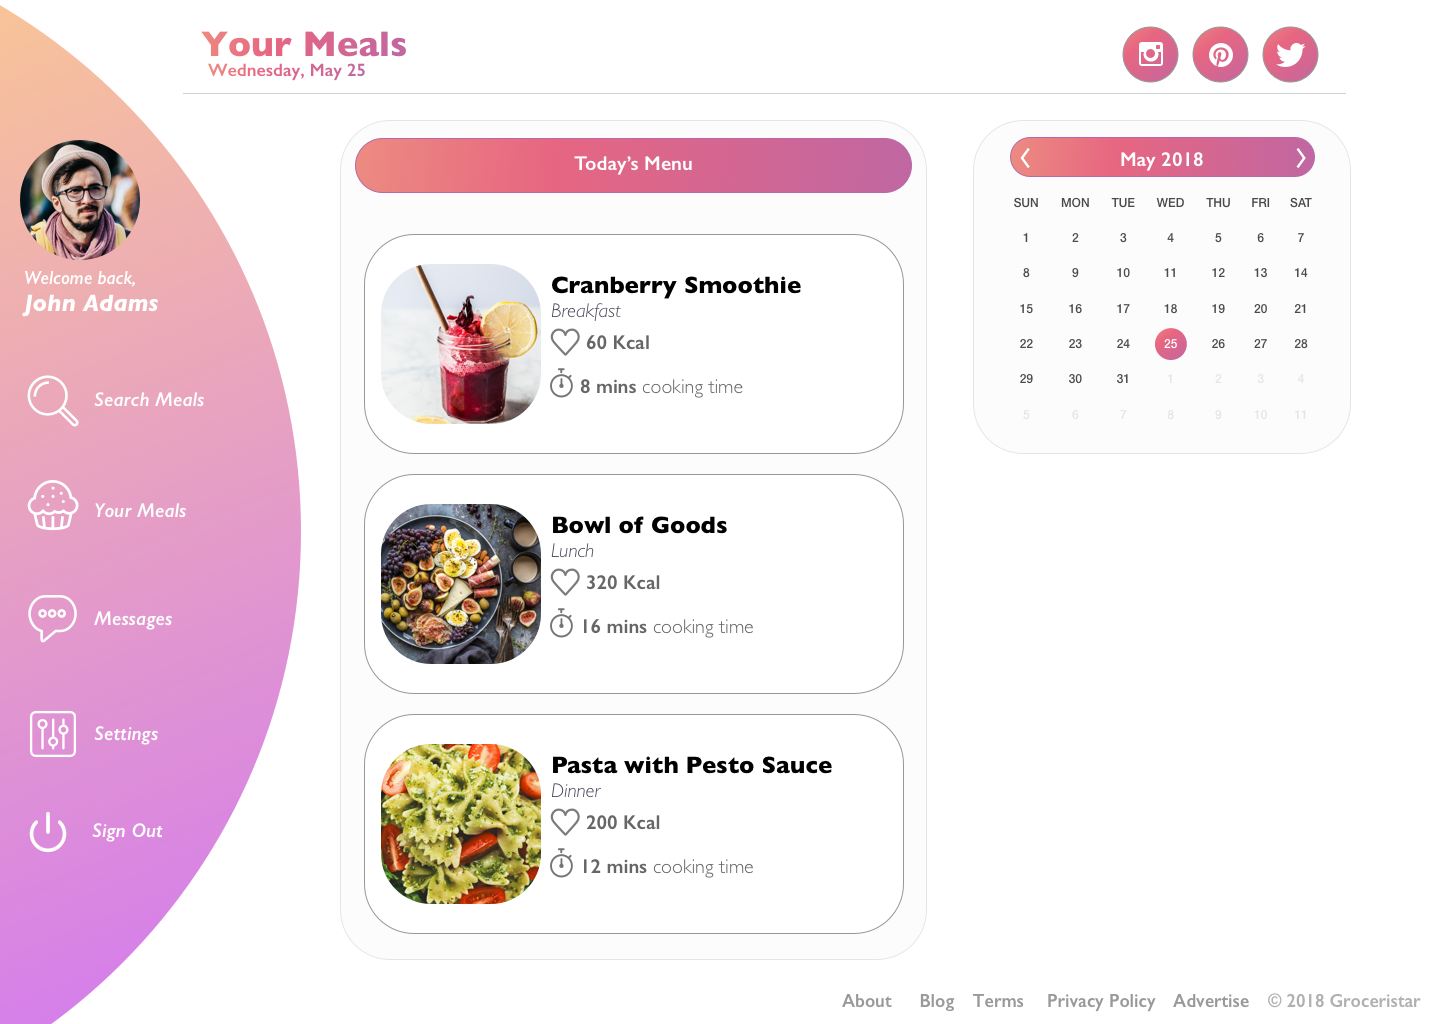 Your Meals
Wednesday, May 25
Welcome back,
John Adams
Search Meals
Your Meals
Messages
Settings
Sign Out
Today's Menu
Cranberry Smoothie
Breakfast
60 Kcal
8 mins cooking time
Bowl of Goods
Lunch
320 Kcal
16 mins cooking time
Pasta with Pesto Sauce
Dinner
200 Kcal
12 mins cooking time
May 2018
SUN MON TUE WED THU FRI SAT
1 2 3 4 5 6 7
8 9 10 11 12 13 14
15 16 17 18 19 20 21
22 23 24 25 26 27 28
29 30 31 1 2 3 4
5 6 7 8 9 10 11
About Blog Terms Privacy Policy Advertise © 2018 Groceristar